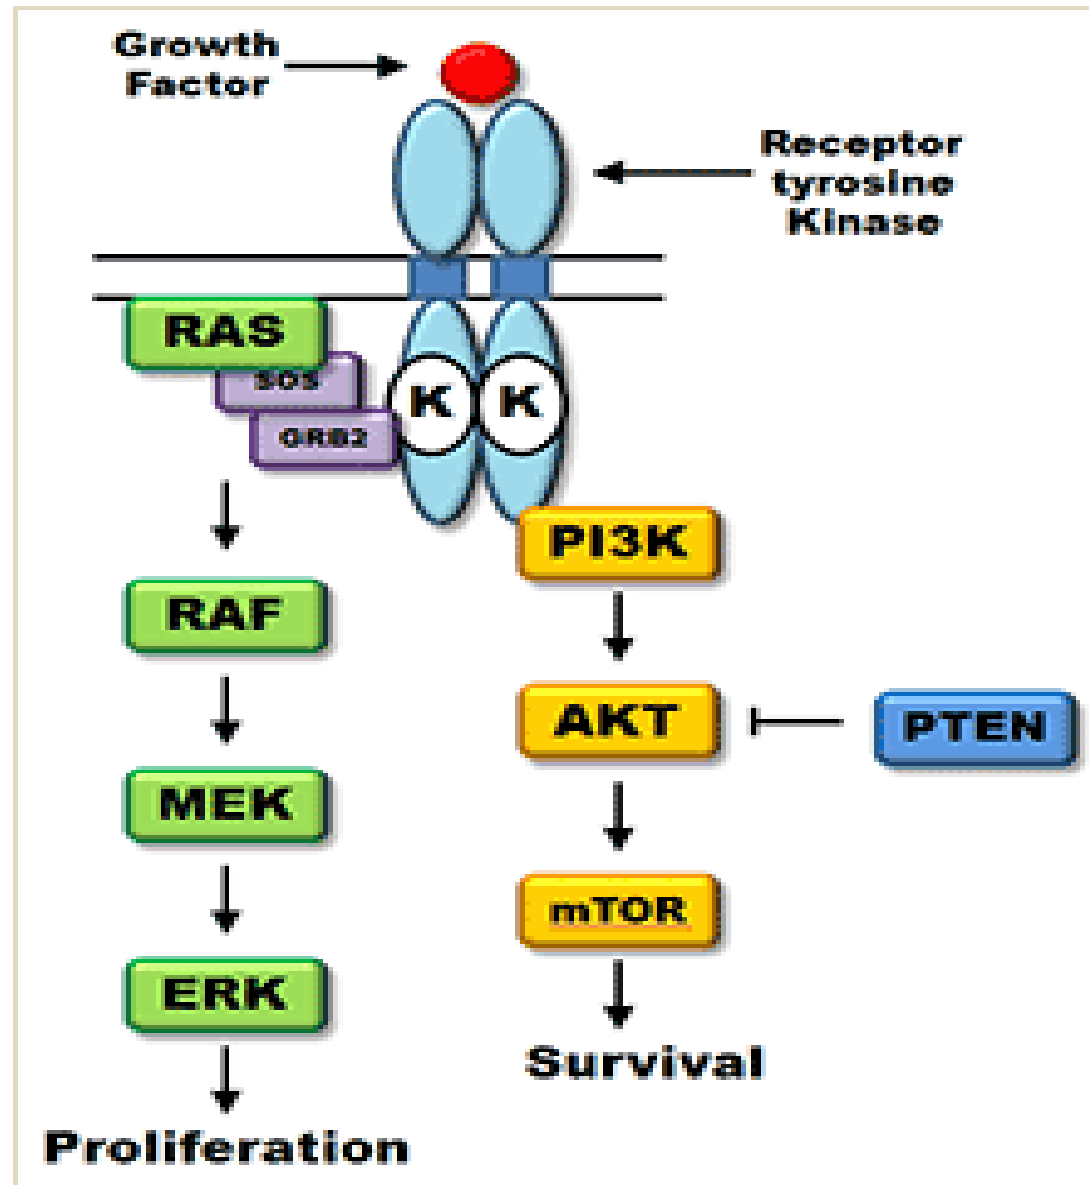 Growth
Factor
Receptor
tyrosine
Kinase
RAS
SOS
GRB2
K
K
PI3K
RAF
AKT
PTEN
MEK
mTOR
ERK
Survival
Proliferation